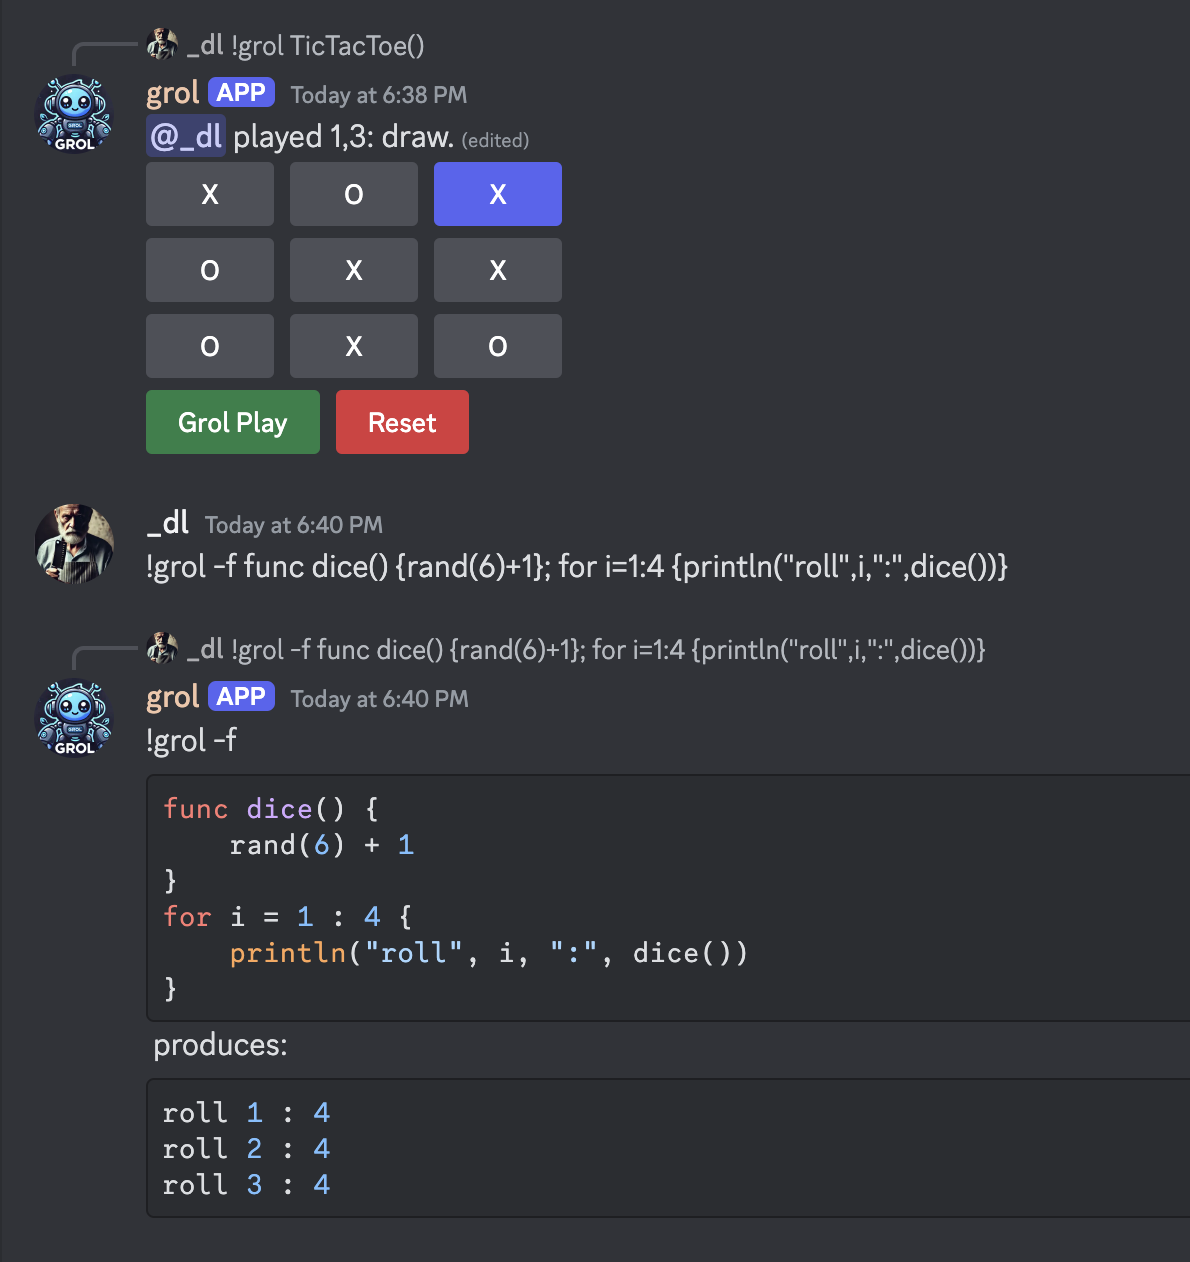 _dl !grol TicTacToe()
grol APP Today at 6:38 PM
@_dl played 1,3: draw. (edited)
X O X
O X X
O X O
Grol Play Reset
GROL
_dl Today at 6:40 PM
!grol -f func dice() {rand(6)+1}; for i=1:4 {println("roll",i,":",dice())}
_dl !grol -f func dice() {rand(6)+1}; for i=1:4 {println("roll",i,":",dice())}
grol APP Today at 6:40 PM
GROL
!grol -f
func dice() {
    rand(6) + 1
}
for i = 1 : 4 {
    println("roll", i, ":", dice())
}
produces:
roll 1 : 4
roll 2 : 4
roll 3 : 4